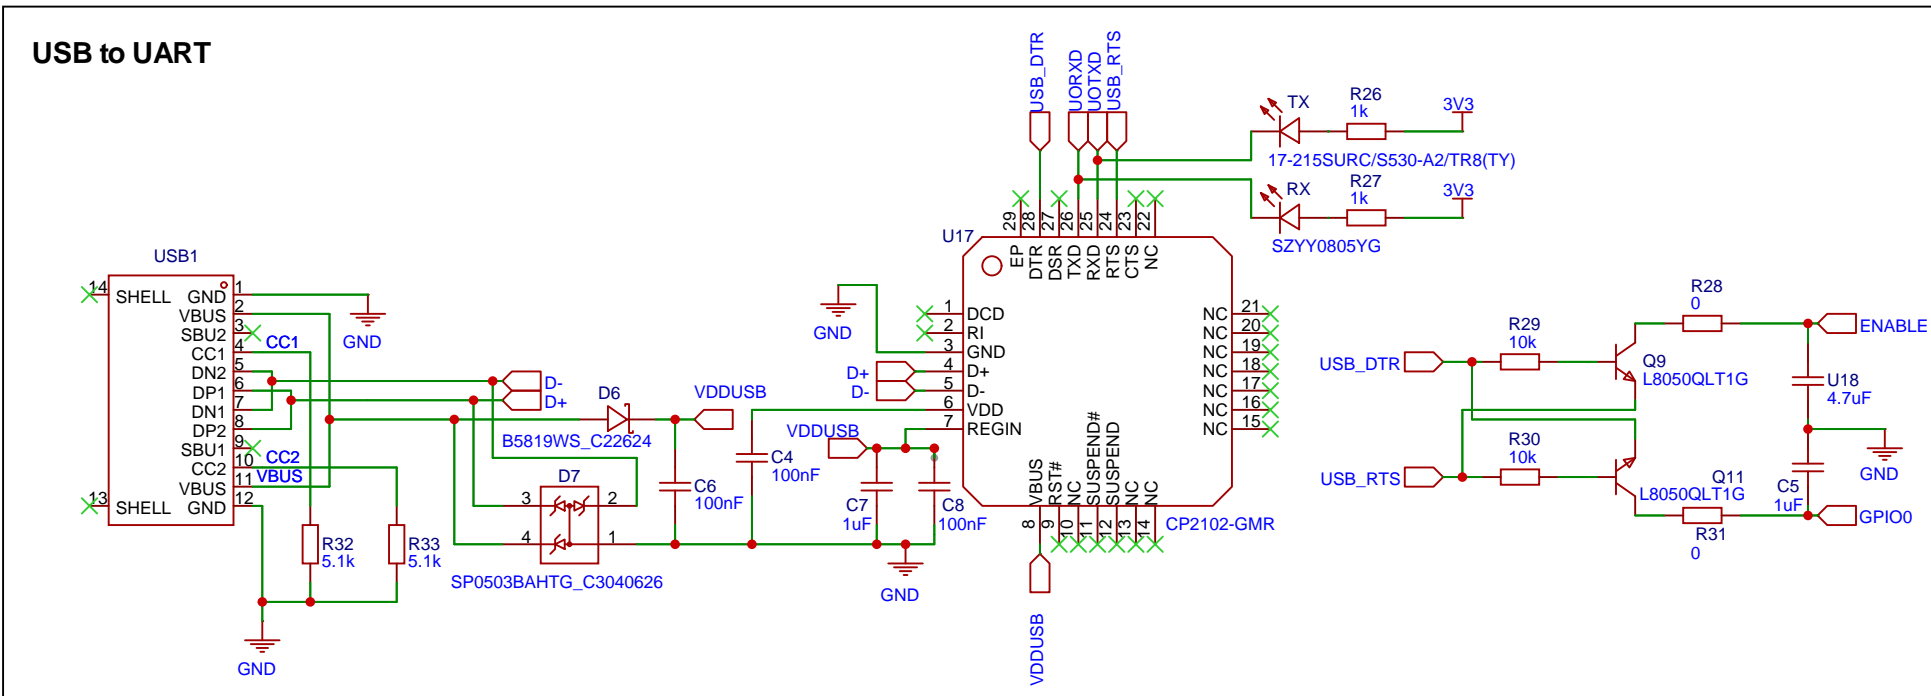 USB to UART
USB_DTR
UORXD
UOTXD
USB_RTS
TX
R26
1k
3V3
17-215SURC/S530-A2/TR8(TY)
RX
R27
1k
3V3
SZYY0805YG
U17
29
28
27
26
25
24
23
22
EP
DTR
DSR
TXD
RXD
RTS
CTS
NC
1 DCD
2 RI
3 GND
4 D+
5 D-
6 VDD
7 REGIN
NC 21
NC 20
NC 19
NC 18
NC 17
NC 16
NC 15
VBUS
RST#
NC
SUSPEND#
SUSPEND
NC
NC
8
9
10
11
12
13
14
CP2102-GMR
VDDUSB
GND
D+
D-
USB1
14 SHELL
13 SHELL
GND 1
VBUS 2
SBU2 3
CC1 4
DN2 5
DP1 6
DN1 7
DP2 8
SBU1 9
CC2 10
VBUS 11
GND 12
CC1
CC2
VBUS
GND
D-
D+
D6
B5819WS_C22624
VDDUSB
D7
3
2
4
1
SP0503BAHTG_C3040626
R32
5.1k
R33
5.1k
GND
C6
100nF
C4
100nF
VDDUSB
C7
1uF
C8
100nF
GND
USB_DTR
R29
10k
Q9
L8050QLT1G
R28
0
ENABLE
U18
4.7uF
GND
USB_RTS
R30
10k
Q11
L8050QLT1G
C5
1uF
R31
0
GPIO0